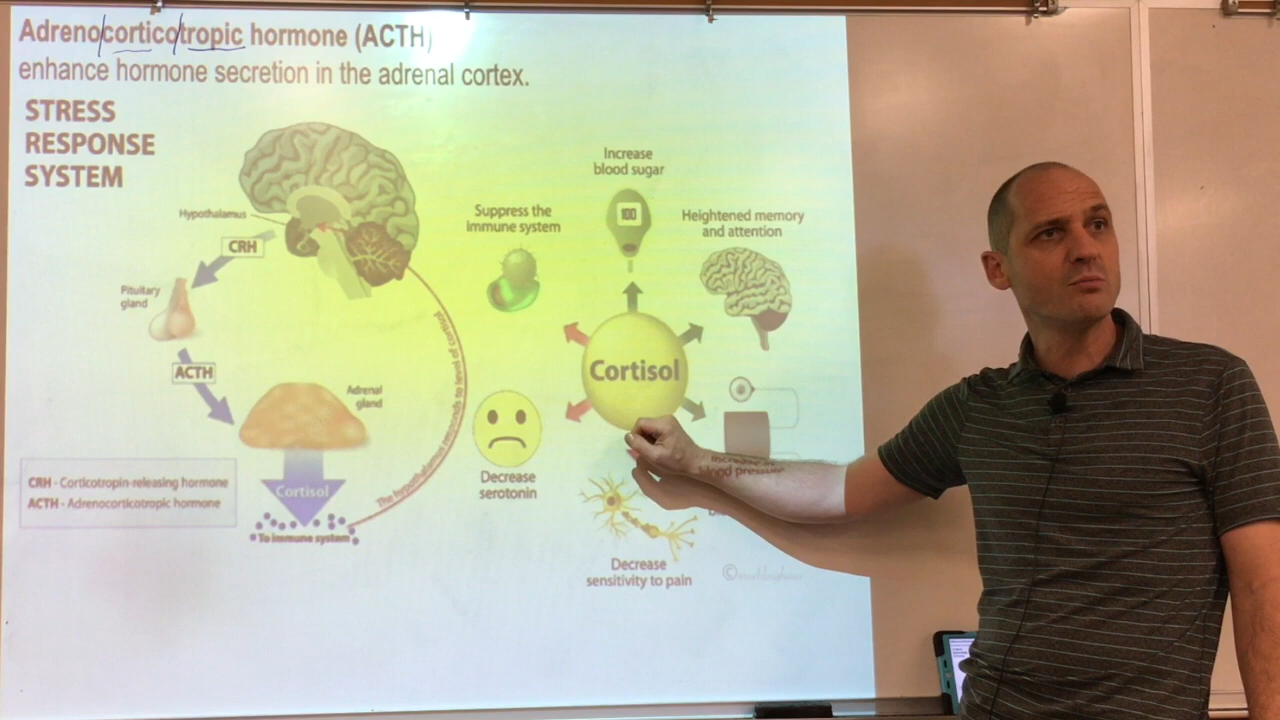 Adrenocorticotropic hormone (ACTH)
enhance hormone secretion in the adrenal cortex.
STRESS
RESPONSE
SYSTEM
Hypothalamus
CRH
Pituitary
gland
ACTH
Adrenal
gland
Cortisol
To immune system
The hypothalamus responds to level of cortisol
CRH - Corticotropin-releasing hormone
ACTH - Adrenocorticotropic hormone
Increase
blood sugar
100
Suppress the
immune system
Heightened memory
and attention
Cortisol
Decrease
serotonin
blood pressure
Decrease
sensitivity to pain